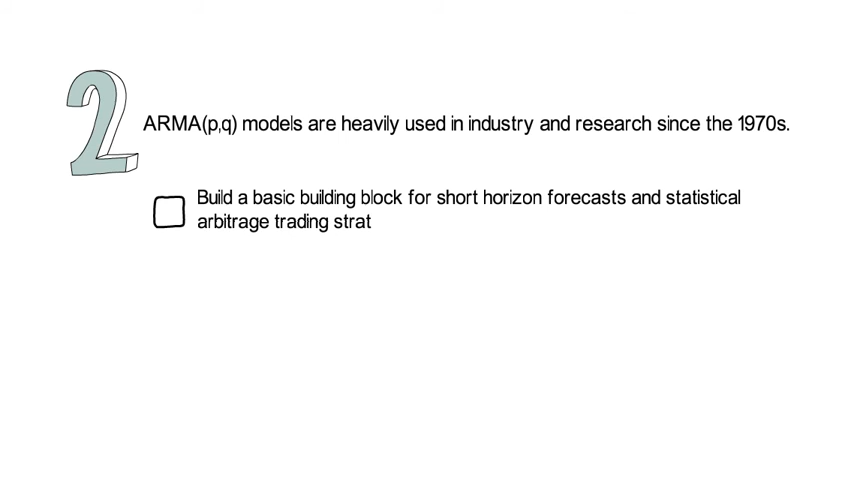 2
ARMA(p,q) models are heavily used in industry and research since the 1970s.
Build a basic building block for short horizon forecasts and statistical
arbitrage trading strat